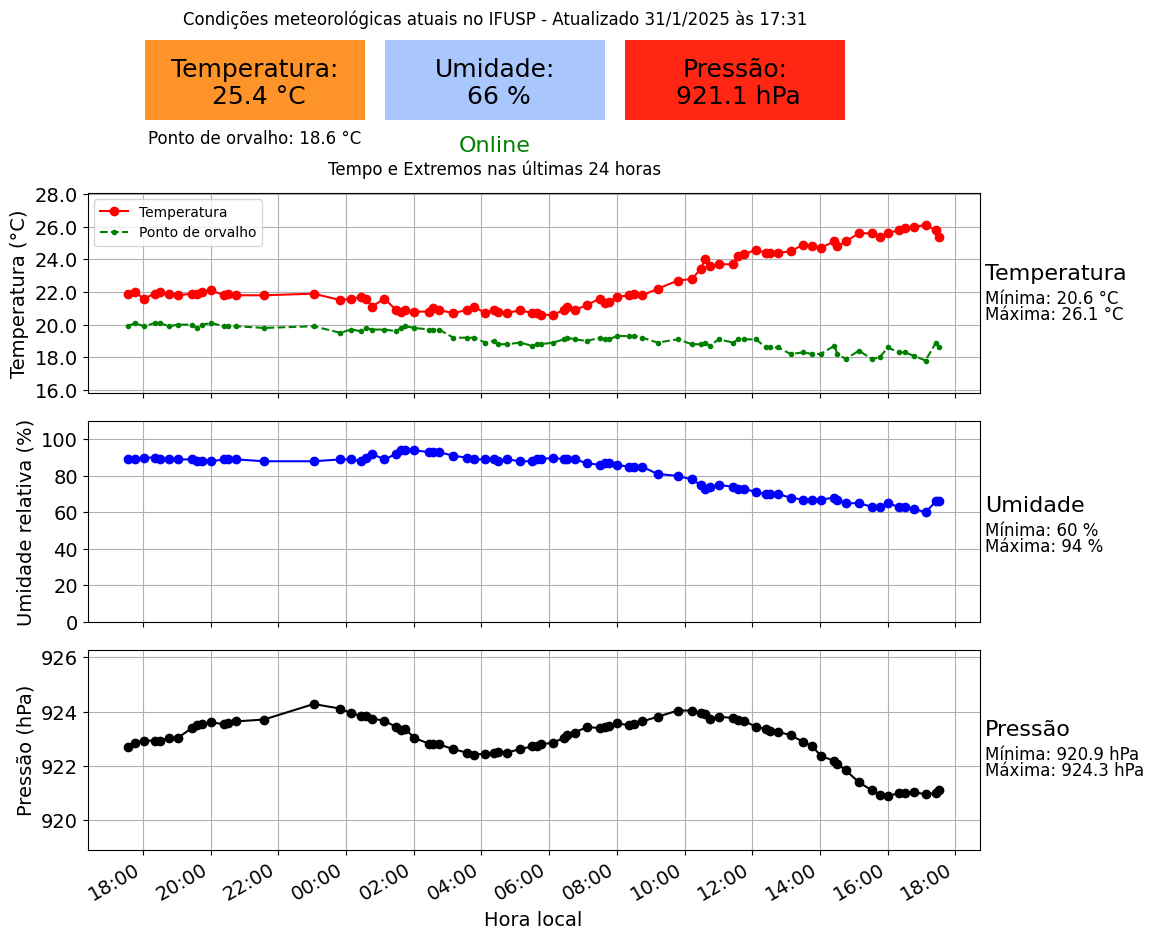 Condições meteorológicas atuais no IFUSP - Atualizado 31/1/2025 às 17:31
Temperatura:
25.4 °C
Umidade:
66 %
Pressão:
921.1 hPa
Ponto de orvalho: 18.6 °C
Online
Tempo e Extremos nas últimas 24 horas
Temperatura (°C)
28.0
26.0
24.0
22.0
20.0
18.0
16.0
Temperatura
Ponto de orvalho
Temperatura
Mínima: 20.6 °C
Máxima: 26.1 °C
Umidade relativa (%)
100
80
60
40
20
0
Umidade
Mínima: 60 %
Máxima: 94 %
Pressão (hPa)
926
924
922
920
Pressão
Mínima: 920.9 hPa
Máxima: 924.3 hPa
18:00
20:00
22:00
00:00
02:00
04:00
06:00
08:00
10:00
12:00
14:00
16:00
18:00
Hora local